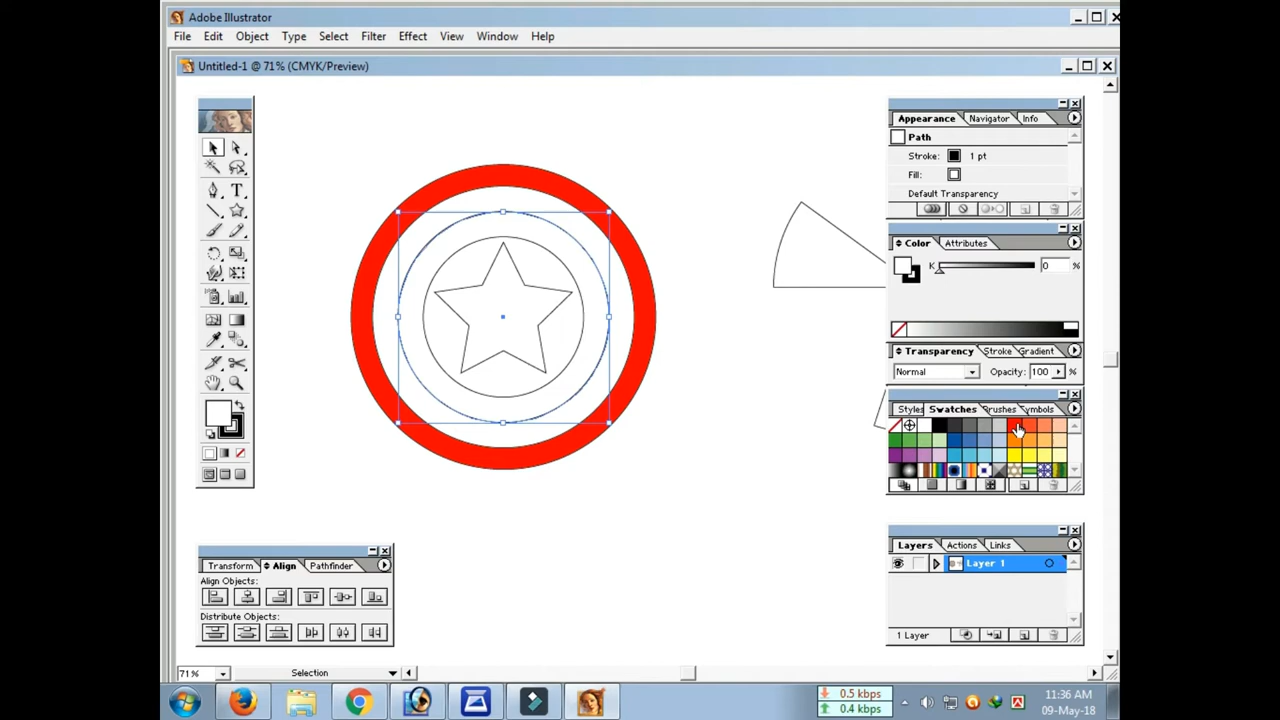 Adobe Illustrator
File Edit Object Type Select Filter Effect View Window Help
Untitled-1 @ 71% (CMYK/Preview)
Appearance Navigator Info
Path
Stroke: 1 pt
Fill:
Default Transparency
Color Attributes
K 0 %
Transparency Stroke Gradient
Normal Opacity: 100 %
Styles Swatches Brushes Symbols
T
Layers Actions Links
Layer 1
1 Layer
Transform Align Pathfinder
Align Objects:
Distribute Objects:
71% Selection
0.5 kbps
0.4 kbps
11:36 AM
09-May-18